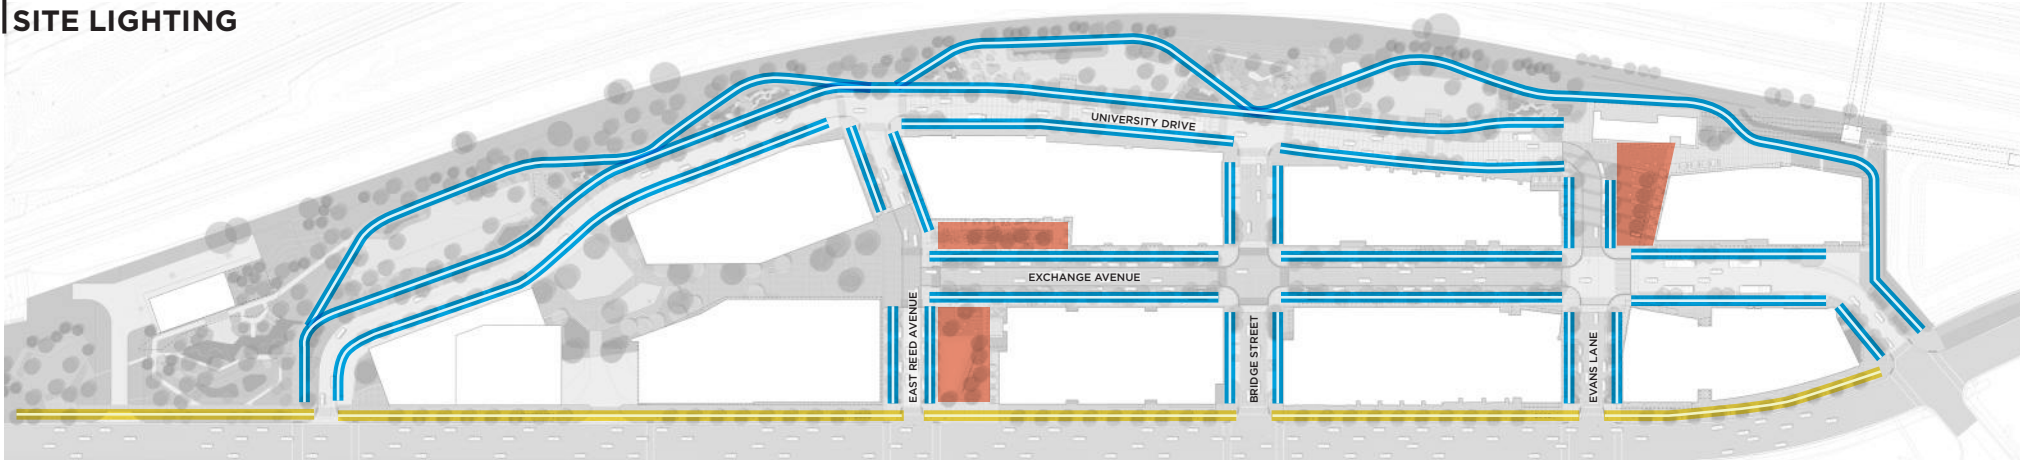 SITE LIGHTING
UNIVERSITY DRIVE
EXCHANGE AVENUE
EAST REED AVENUE
BRIDGE STREET
EVANS LANE